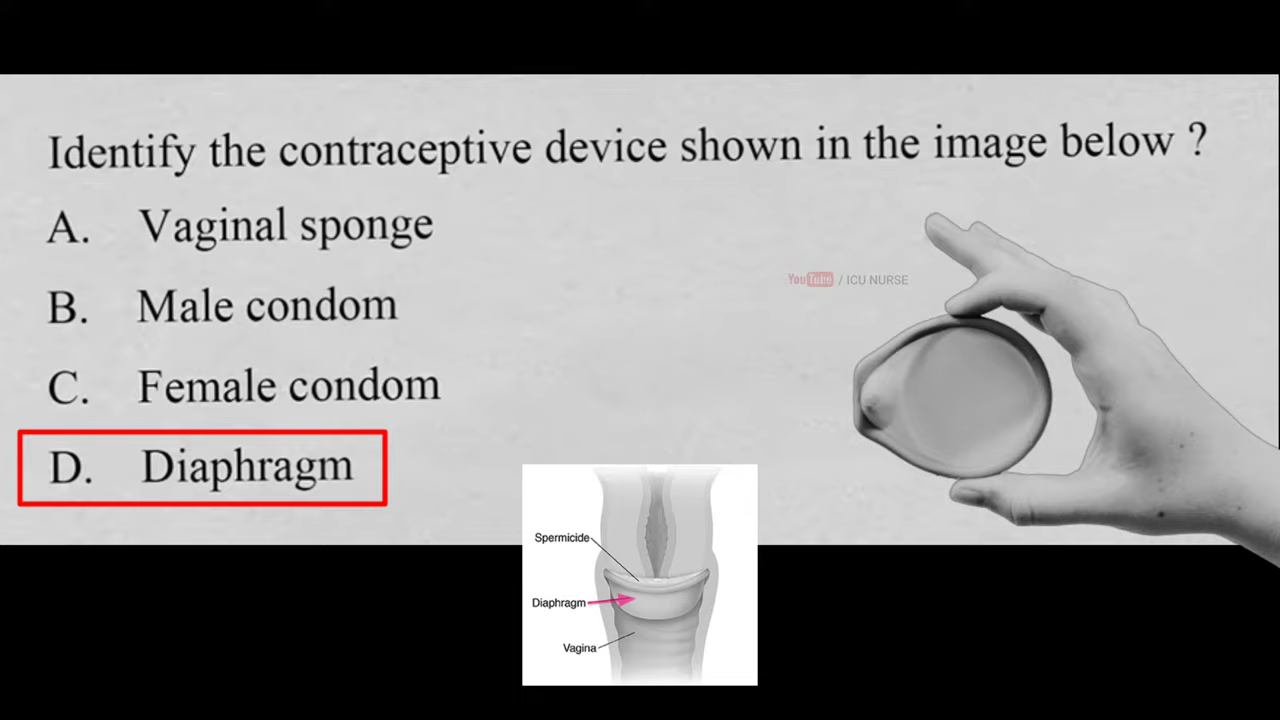 Identify the contraceptive device shown in the image below ?
A. Vaginal sponge
YouTube / ICU NURSE
B. Male condom
C. Female condom
D. Diaphragm
Spermicide
Diaphragm
Vagina